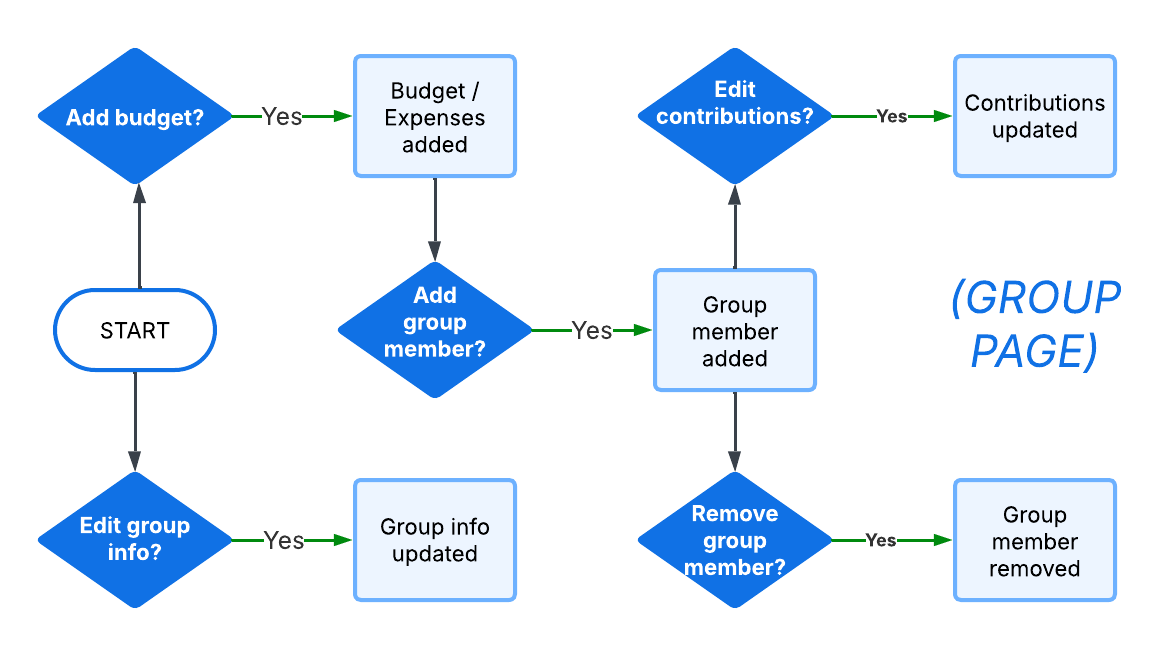 Add budget?
Yes
Budget /
Expenses
added
Edit
contributions?
Yes
Contributions
updated
START
Add
group
member?
Yes
Group
member
added
(GROUP
PAGE)
Edit group
info?
Yes
Group info
updated
Remove
group
member?
Yes
Group
member
removed